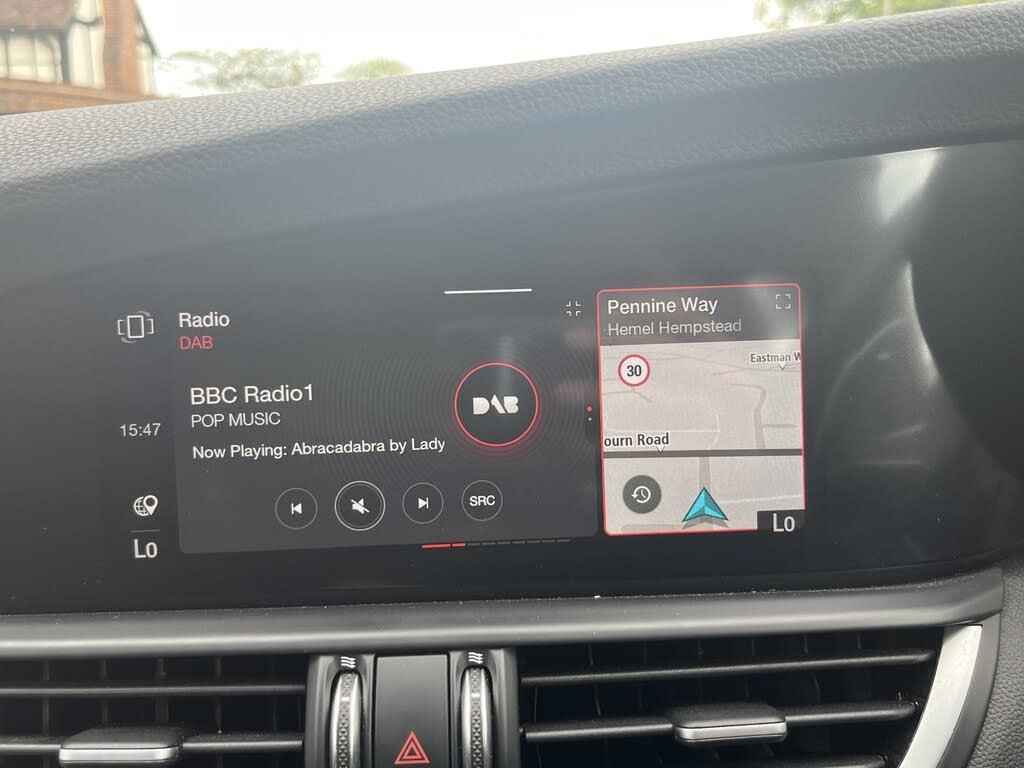 Radio
DAB
BBC Radio1
POP MUSIC
Now Playing: Abracadabra by Lady
DAB
SRC
15:47
Lo
Pennine Way
Hemel Hempstead
30
Eastman W
ourn Road
Lo